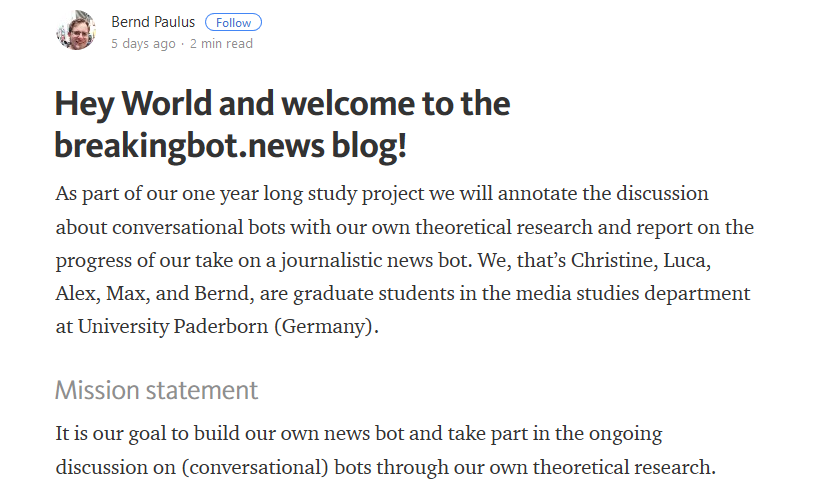 Bernd Paulus Follow
5 days ago · 2 min read
Hey World and welcome to the
breakingbot.news blog!
As part of our one year long study project we will annotate the discussion
about conversational bots with our own theoretical research and report on the
progress of our take on a journalistic news bot. We, that’s Christine, Luca,
Alex, Max, and Bernd, are graduate students in the media studies department
at University Paderborn (Germany).
Mission statement
It is our goal to build our own news bot and take part in the ongoing
discussion on (conversational) bots through our own theoretical research.